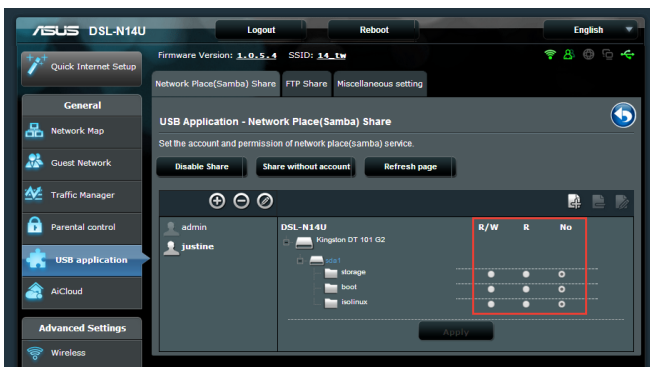 ASUS DSL-N14U Logout Reboot English
Firmware Version: 1.0.5.4 SSID: 14_tw
Quick Internet Setup
Network Place(Samba) Share FTP Share Miscellaneous setting
General
Network Map
Guest Network
Traffic Manager
Parental control
USB application
AiCloud
Advanced Settings
Wireless
USB Application - Network Place(Samba) Share
Set the account and permission of network place(samba) service.
Disable Share Share without account Refresh page
admin
justine
DSL-N14U R/W R No
Kingston DT 101 G2
sda1
storage
boot
isolinux
Apply